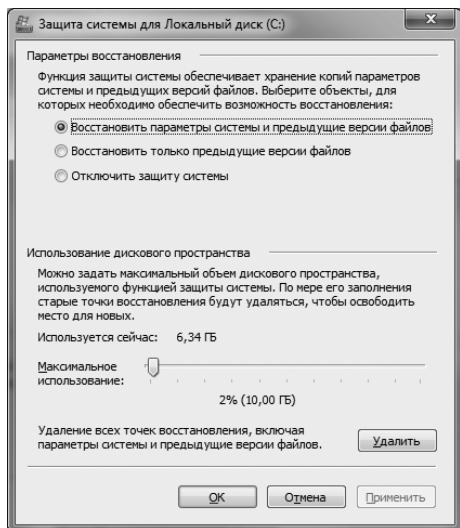 Защита системы для Локальный диск (C:)
Параметры восстановления
Функция защиты системы обеспечивает хранение копий параметров
системы и предыдущих версий файлов. Выберите объекты, для
которых необходимо обеспечить возможность восстановления:
Восстановить параметры системы и предыдущие версии файлов
Восстановить только предыдущие версии файлов
Отключить защиту системы
Использование дискового пространства
Можно задать максимальный объем дискового пространства,
используемого функцией защиты системы. По мере его заполнения
старые точки восстановления будут удаляться, чтобы освободить
место для новых.
Используется сейчас: 6,34 ГБ
Максимальное
использование:
2% (10,00 ГБ)
Удаление всех точек восстановления, включая
параметры системы и предыдущие версии файлов.
Удалить
OK Отмена Применить